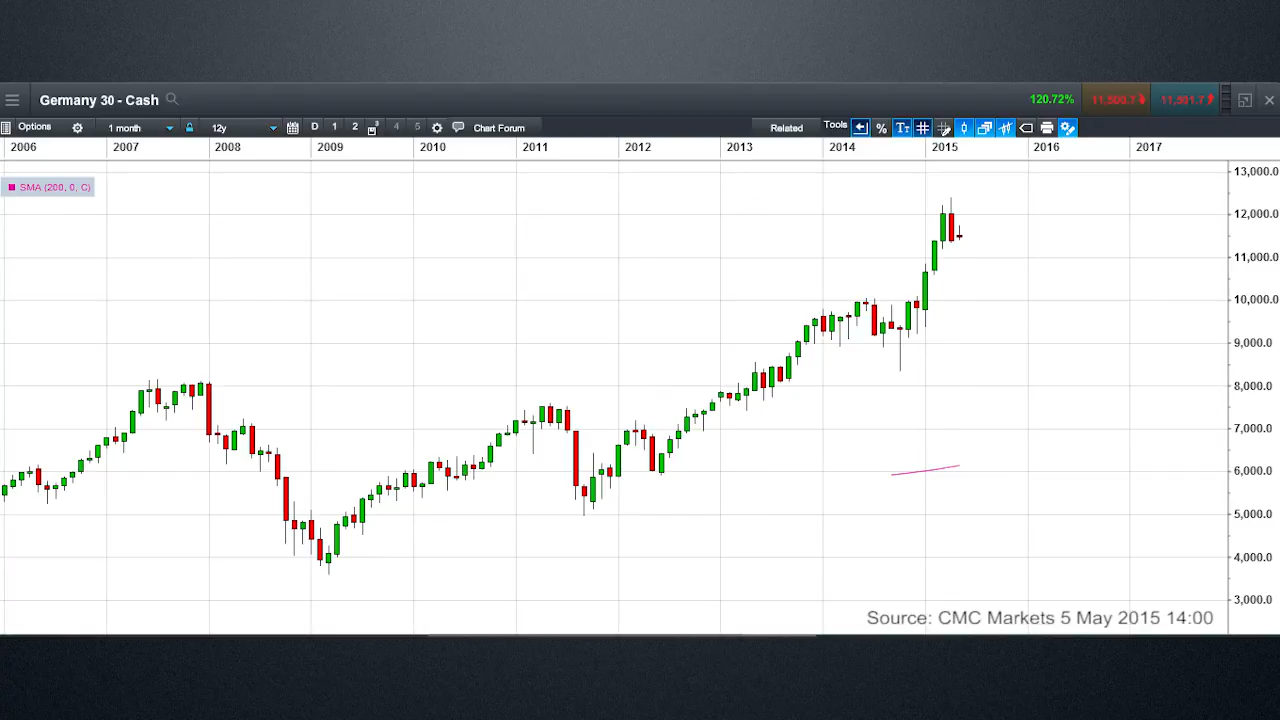 Germany 30 - Cash
120.72% 11,500.7 11,501.7
Options 1 month 12y D 1 2 3 4 5 Chart Forum Related Tools % Tт
2006 2007 2008 2009 2010 2011 2012 2013 2014 2015 2016 2017
SMA (200, 0, C)
13,000.0
12,000.0
11,000.0
10,000.0
9,000.0
8,000.0
7,000.0
6,000.0
5,000.0
4,000.0
3,000.0
Source: CMC Markets 5 May 2015 14:00